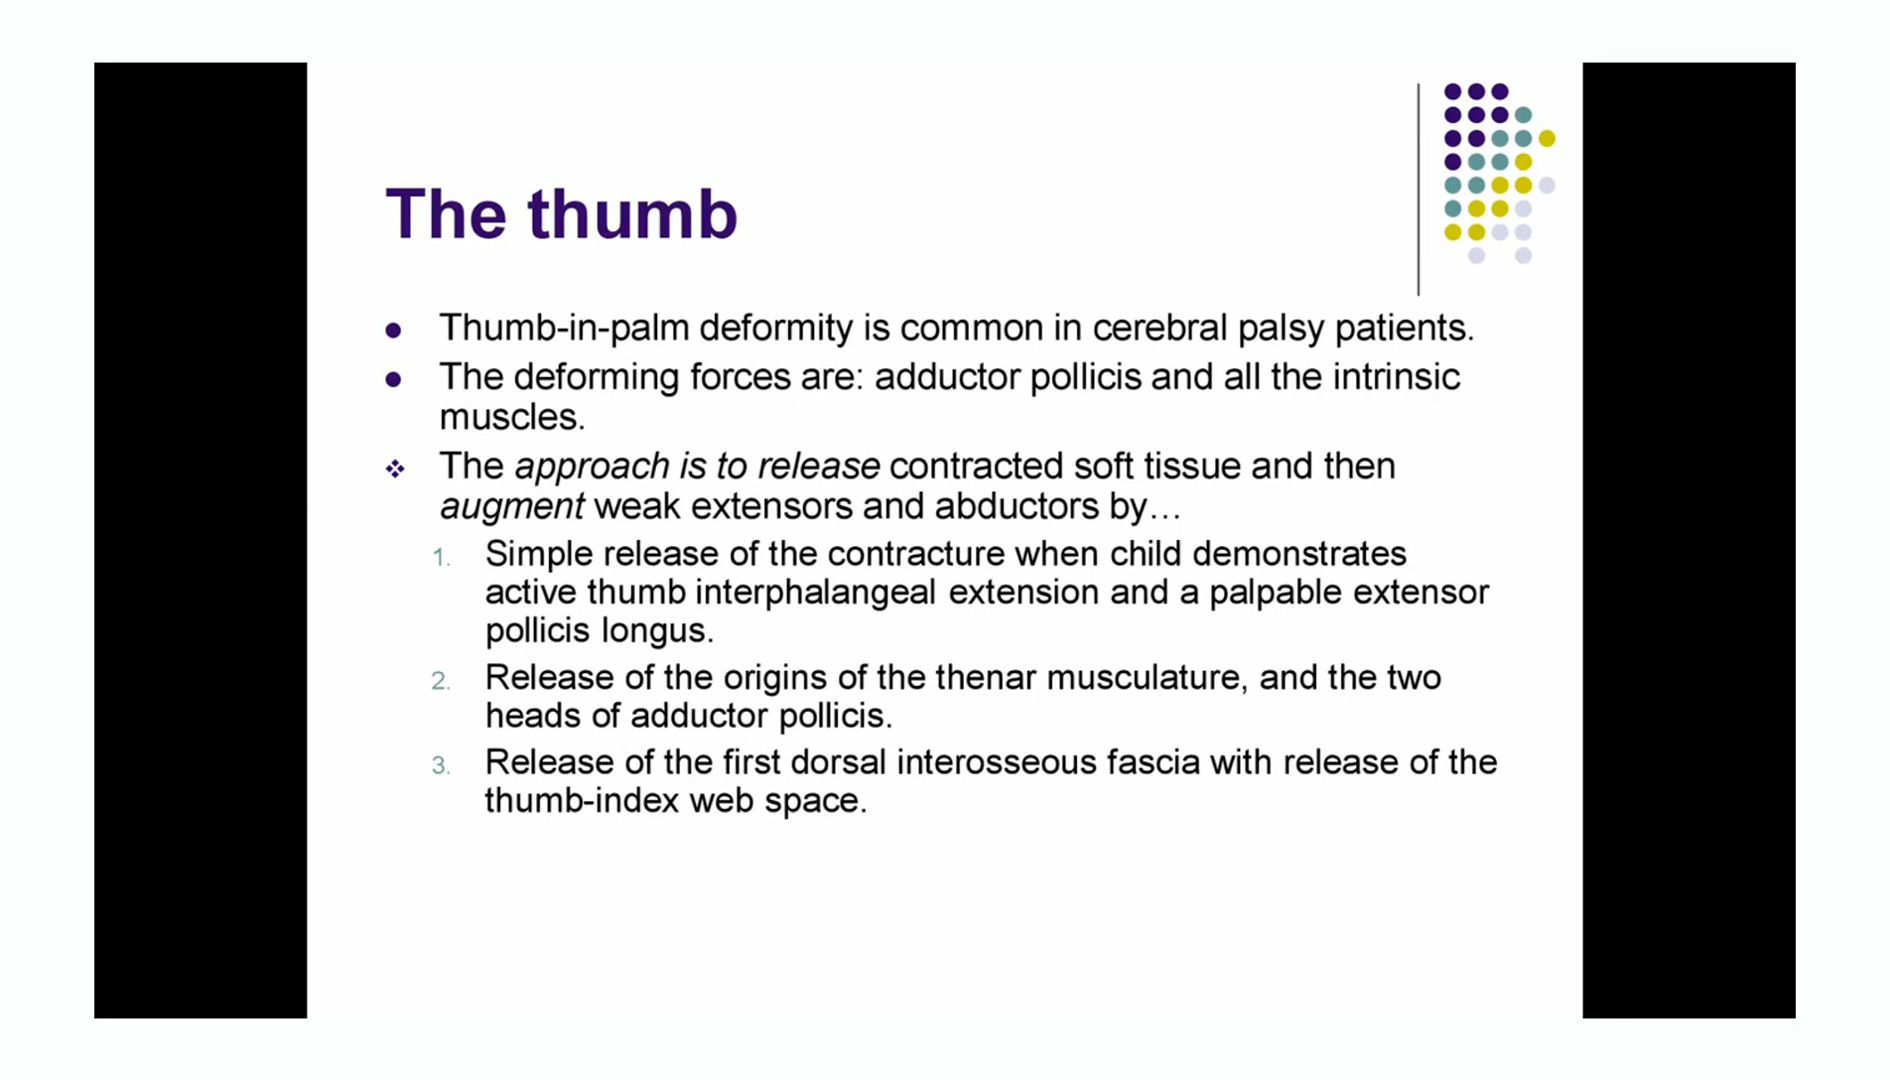 The thumb
Thumb-in-palm deformity is common in cerebral palsy patients.
The deforming forces are: adductor pollicis and all the intrinsic
muscles.
The approach is to release contracted soft tissue and then
augment weak extensors and abductors by…
1. Simple release of the contracture when child demonstrates
active thumb interphalangeal extension and a palpable extensor
pollicis longus.
2. Release of the origins of the thenar musculature, and the two
heads of adductor pollicis.
3. Release of the first dorsal interosseous fascia with release of the
thumb-index web space.